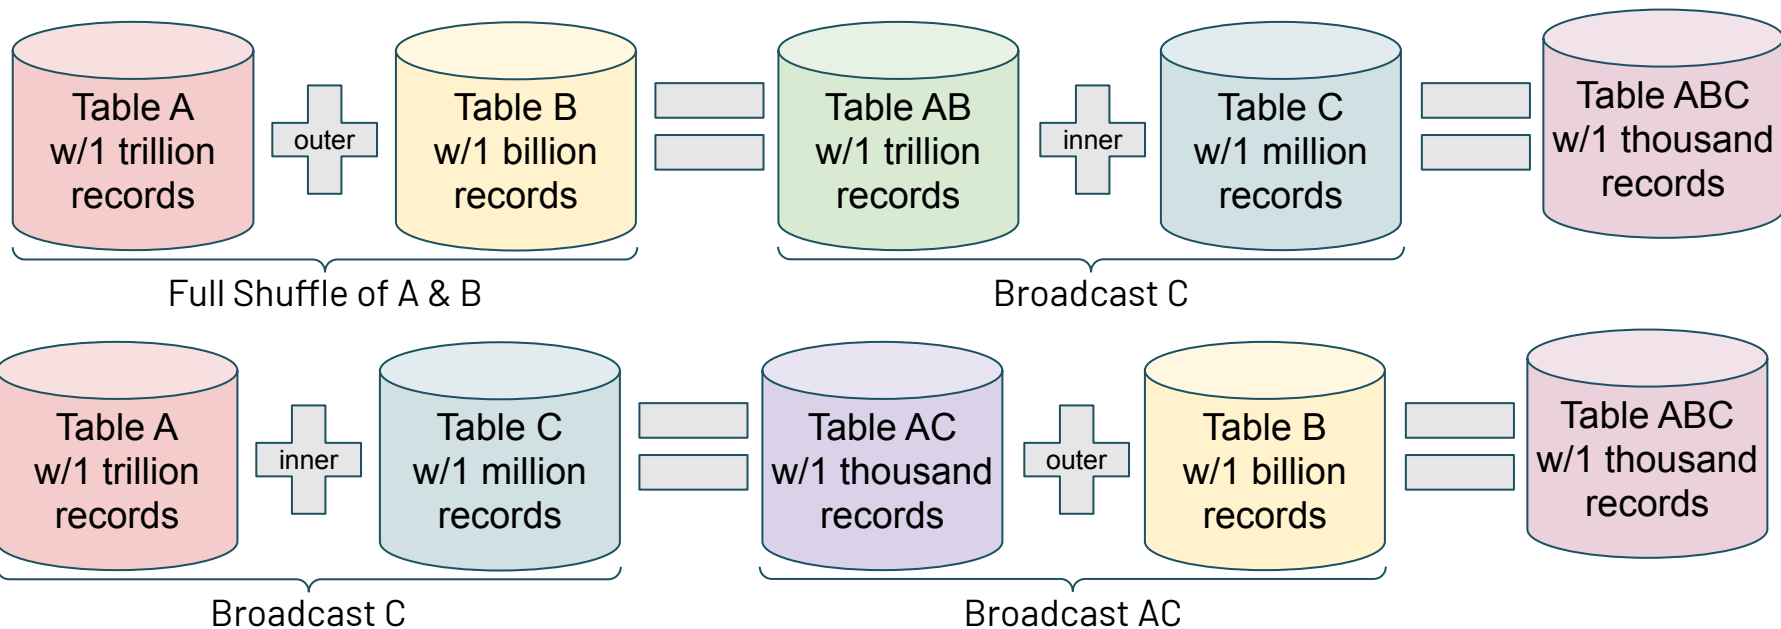 Table A
w/1 trillion
records
outer
Table B
w/1 billion
records
Table AB
w/1 trillion
records
inner
Table C
w/1 million
records
Table ABC
w/1 thousand
records
Full Shuffle of A & B
Broadcast C
Table A
w/1 trillion
records
inner
Table C
w/1 million
records
Table AC
w/1 thousand
records
outer
Table B
w/1 billion
records
Table ABC
w/1 thousand
records
Broadcast C
Broadcast AC